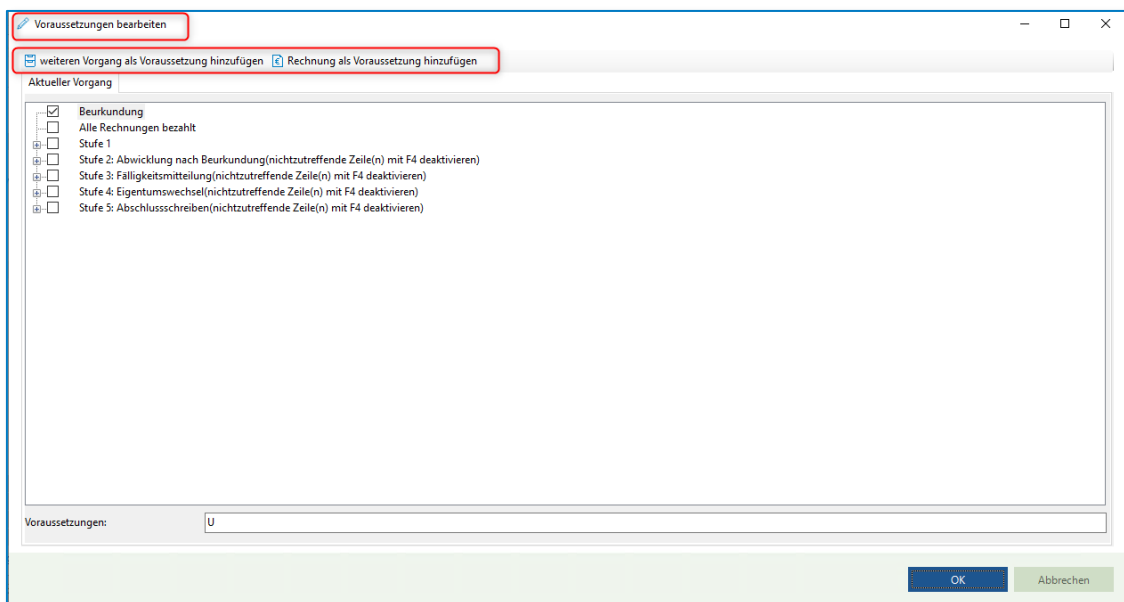 Voraussetzungen bearbeiten
weiteren Vorgang als Voraussetzung hinzufügen € Rechnung als Voraussetzung hinzufügen
Aktueller Vorgang
Beurkundung
Alle Rechnungen bezahlt
Stufe 1
Stufe 2: Abwicklung nach Beurkundung(nichtzutreffende Zeile(n) mit F4 deaktivieren)
Stufe 3: Fälligkeitsmitteilung(nichtzutreffende Zeile(n) mit F4 deaktivieren)
Stufe 4: Eigentumswechsel(nichtzutreffende Zeile(n) mit F4 deaktivieren)
Stufe 5: Abschlussschreiben(nichtzutreffende Zeile(n) mit F4 deaktivieren)
Voraussetzungen: U
OK Abbrechen